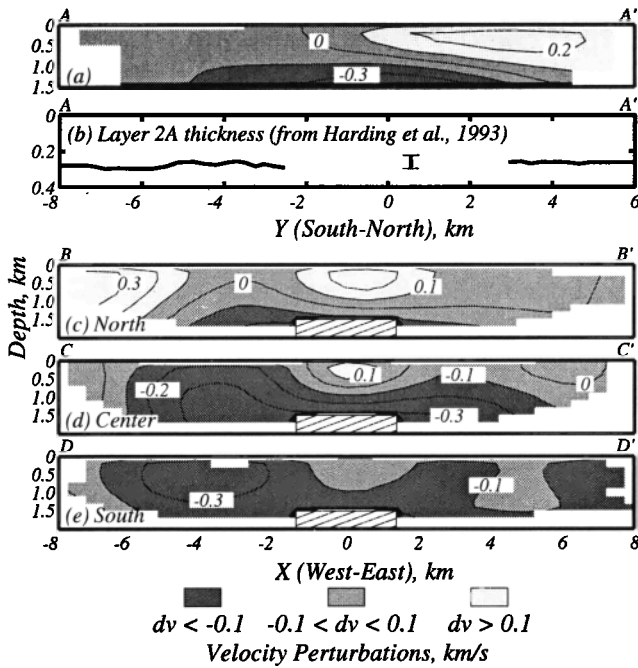 A A'
0
0.5
1.0
1.5
0
0.2
-0.3
(a)
A A'
0
0.2
0.4
(b) Layer 2A thickness (from Harding et al., 1993)
-8 -6 -4 -2 0 2 4 6
Y (South-North), km
Depth, km
B B'
0
0.5
1.0
1.5
0.3
0
0.1
(c) North
C C'
0
0.5
1.0
1.5
-0.2
0.1
-0.1
0
-0.3
(d) Center
D D'
0
0.5
1.0
1.5
-0.3
-0.1
(e) South
-8 -6 -4 -2 0 2 4 6 8
X (West-East), km
dv < -0.1 -0.1 < dv < 0.1 dv > 0.1
Velocity Perturbations, km/s